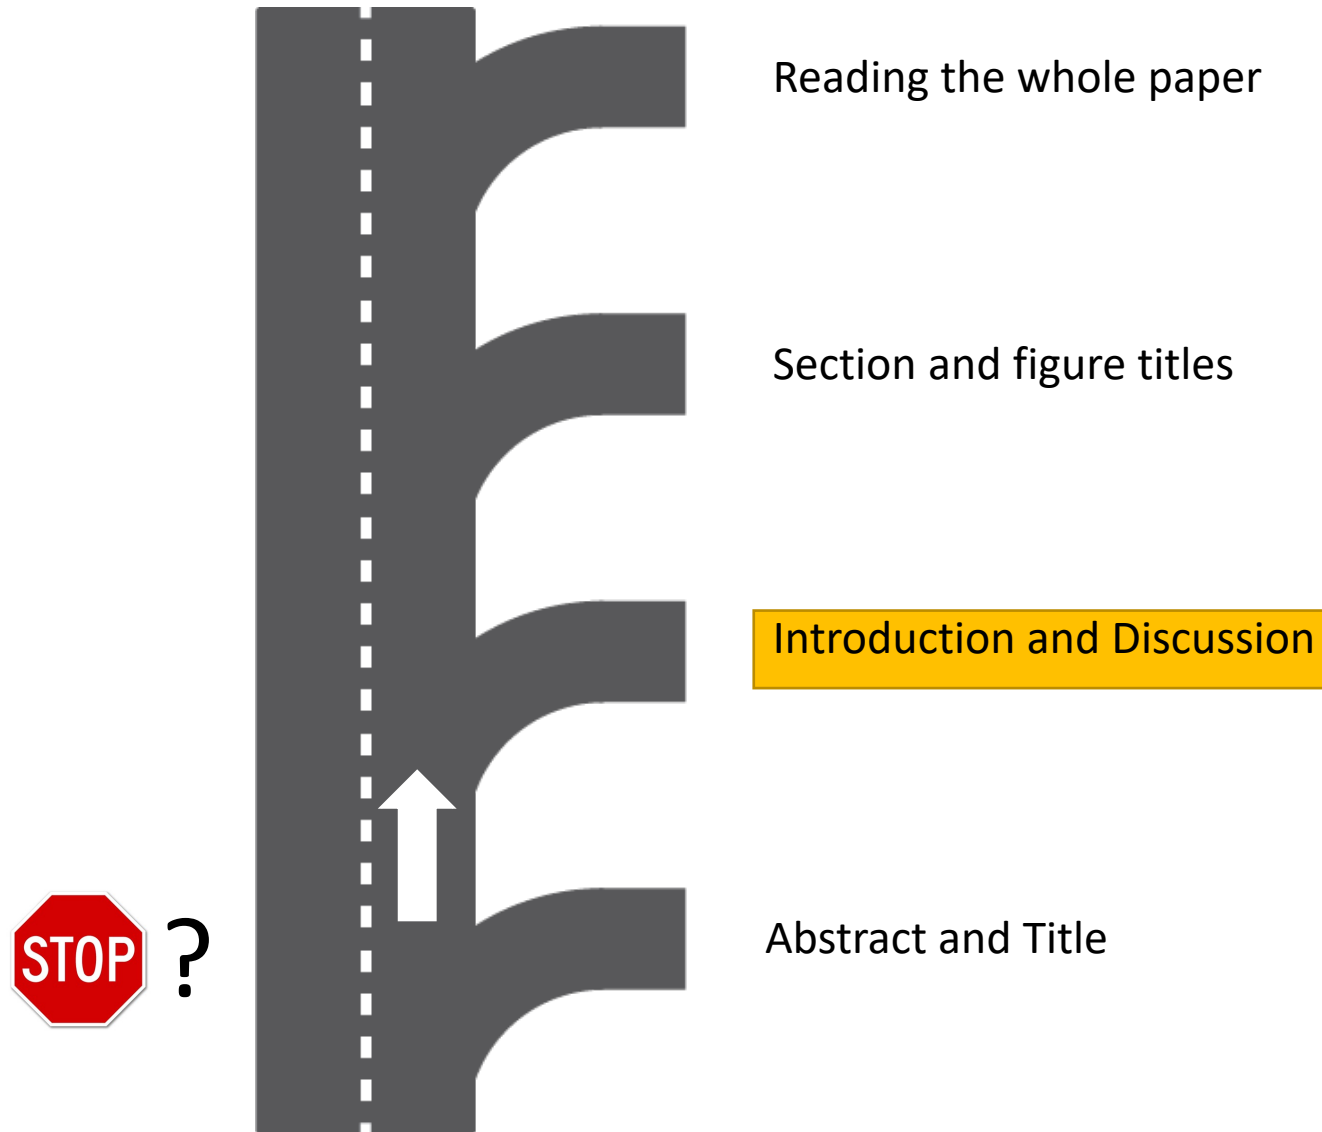 Reading the whole paper
Section and figure titles
Introduction and Discussion
STOP ?
Abstract and Title